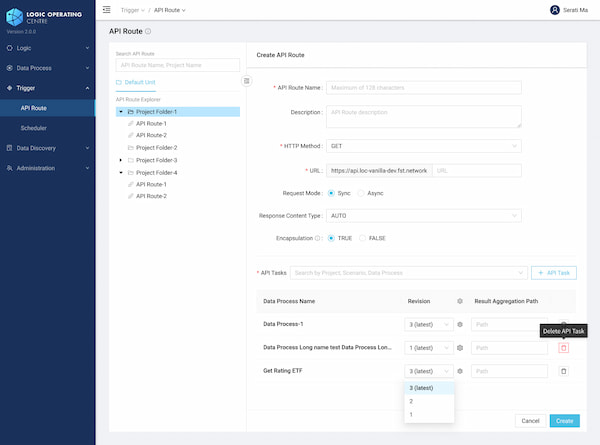 LOGIC OPERATING
CENTRE
Version 2.0.0
Trigger / API Route
Serati Ma
Logic
Data Process
Trigger
API Route
Scheduler
Data Discovery
Administration
API Route
Search API Route
API Route Name, Project Name
Default Unit
API Route Explorer
Project Folder-1
API Route-1
API Route-2
Project Folder-2
Project Folder-3
Project Folder-4
API Route-1
API Route-2
Create API Route
* API Route Name: Maximum of 128 characters
Description: API Route description
* HTTP Method: GET
* URL: https://api.loc-vanilla-dev.fst.network URL
Request Mode: Sync Async
Response Content Type: AUTO
Encapsulation : TRUE FALSE
* API Tasks: Search by Project, Scenario, Data Process + API Task
Data Process Name Revision Result Aggregation Path
Data Process-1 3 (latest) Path
Delete API Task
Data Process Long name test Data Process Lon... 1 (latest) Path
Get Rating ETF 3 (latest) Path
3 (latest)
2
1
Cancel Create